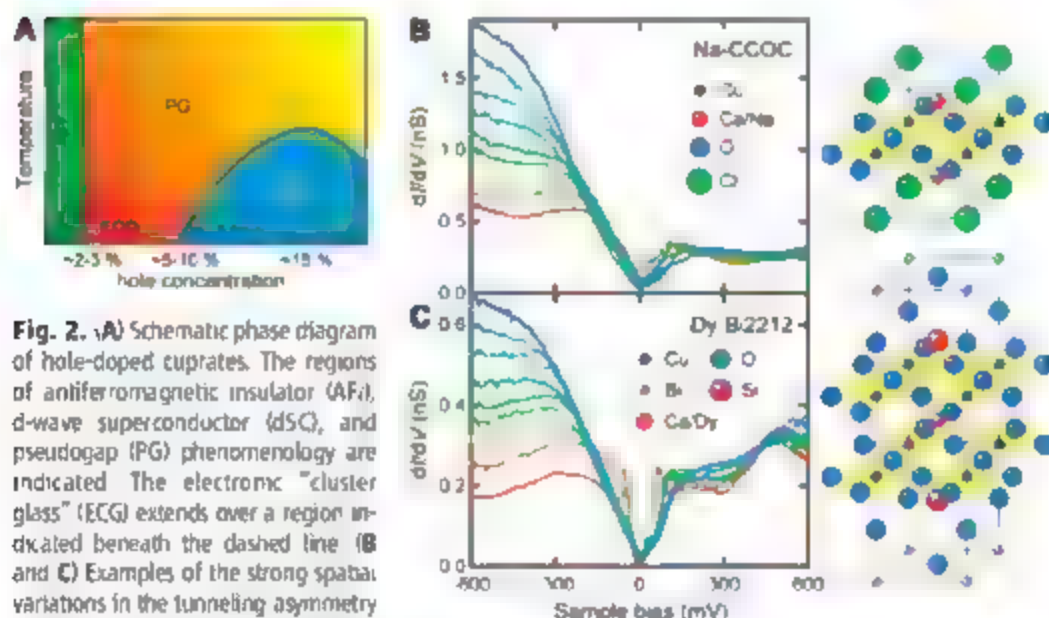 A
Temperature
PG
~2-3 %
~5-10 %
hole concentration
Fig. 2. (A) Schematic phase diagram
of hole-doped cuprates. The regions
of antiferromagnetic insulator (AFI),
d-wave superconductor (dSC), and
pseudogap (PG) phenomenology are
indicated The electronic "cluster
glass" (ECG) extends over a region in-
dicated beneath the dashed line (B
and C) Examples of the strong spatial
variations in the tunneling asymmetry
B
Na-CCOC
Ca/Na
O
Cl
dI/dV (nS)
1.5
1.0
0.5
0.0
C
Dy Bi2212
Cu
O
Bi
Sr
Ca/Dy
dI/dV (nS)
0.6
0.4
0.2
0.0
0
600
Sample bias (mV)